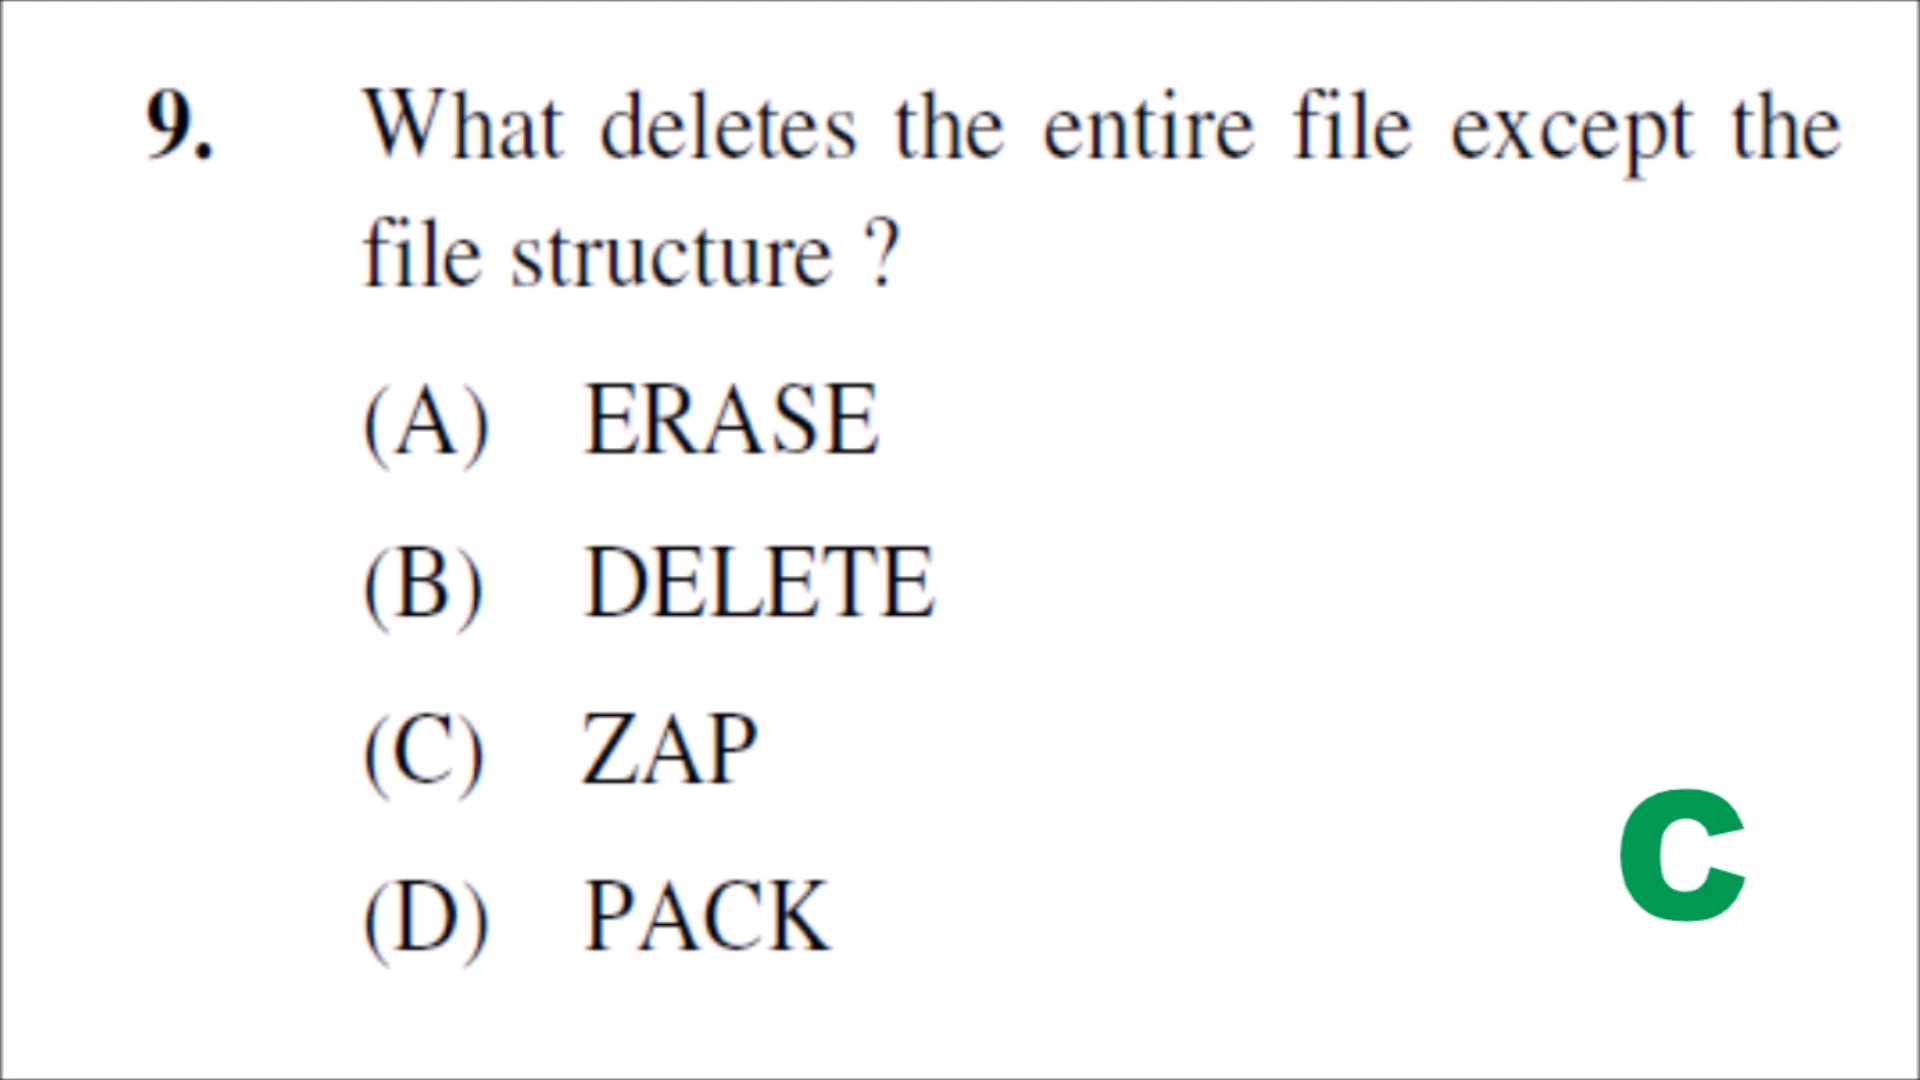 9. What deletes the entire file except the
file structure ?
(A) ERASE
(B) DELETE
(C) ZAP
(D) PACK
C